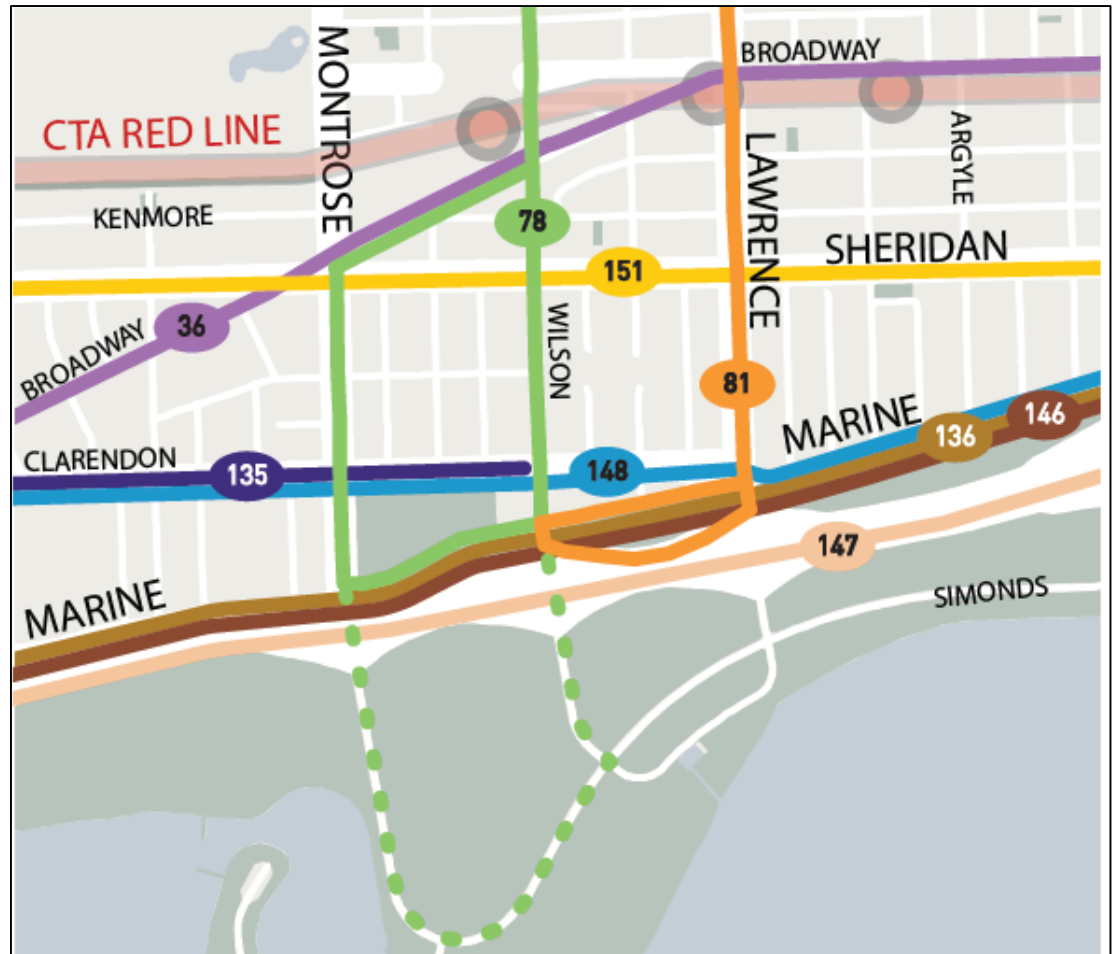 BROADWAY
MONTROSE
CTA RED LINE
LAWRENCE
ARGYLE
KENMORE
78
SHERIDAN
151
36
WILSON
BROADWAY
81
MARINE
136
146
CLARENDON
135
148
147
MARINE
SIMONDS